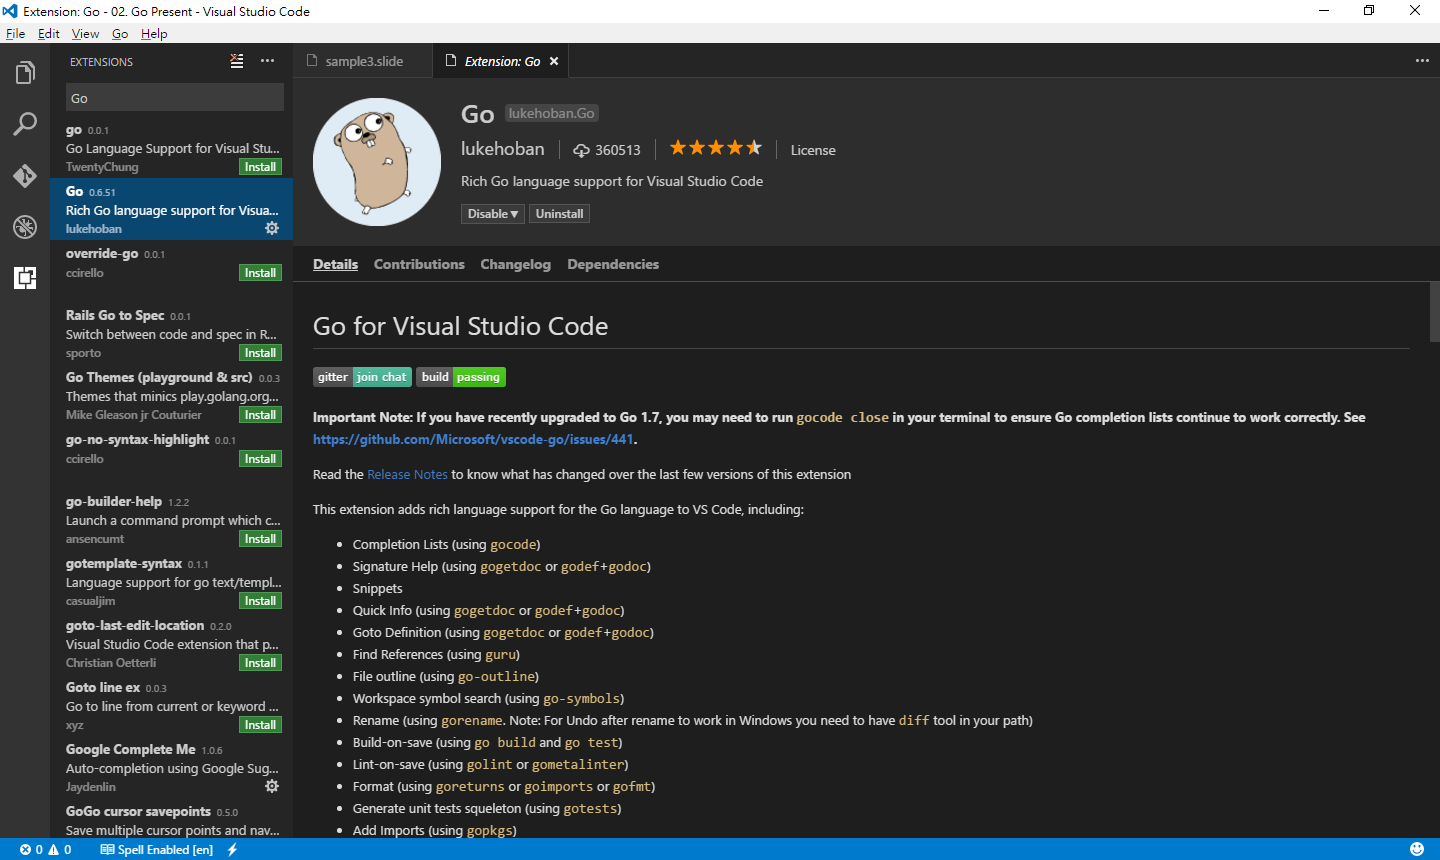 Extension: Go - 02. Go Present - Visual Studio Code
File Edit View Go Help
EXTENSIONS
Go
go 0.0.1
Go Language Support for Visual Stu...
TwentyChung Install
Go 0.6.51
Rich Go language support for Visua...
lukehoban
override-go 0.0.1
ccirello Install
Rails Go to Spec 0.0.1
Switch between code and spec in R...
sporto Install
Go Themes (playground & src) 0.0.3
Themes that minics play.golang.org...
Mike Gleason jr Couturier Install
go-no-syntax-highlight 0.0.1
ccirello Install
go-builder-help 1.2.2
Launch a command prompt which c...
ansencumt Install
gotemplate-syntax 0.1.1
Language support for go text/templ...
casualjim Install
goto-last-edit-location 0.2.0
Visual Studio Code extension that p...
Christian Oetterli Install
Goto line ex 0.0.3
Go to line from current or keyword ...
xyz Install
Google Complete Me 1.0.6
Auto-completion using Google Sug...
Jaydenlin
GoGo cursor savepoints 0.5.0
Save multiple cursor points and nav...
sample3.slide Extension: Go
Go lukehoban.Go
lukehoban 360513 License
Rich Go language support for Visual Studio Code
Disable Uninstall
Details Contributions Changelog Dependencies
Go for Visual Studio Code
gitter join chat build passing
Important Note: If you have recently upgraded to Go 1.7, you may need to run gocode close in your terminal to ensure Go completion lists continue to work correctly. See
https://github.com/Microsoft/vscode-go/issues/441.
Read the Release Notes to know what has changed over the last few versions of this extension
This extension adds rich language support for the Go language to VS Code, including:
• Completion Lists (using gocode)
• Signature Help (using gogetdoc or godef+godoc)
• Snippets
• Quick Info (using gogetdoc or godef+godoc)
• Goto Definition (using gogetdoc or godef+godoc)
• Find References (using guru)
• File outline (using go-outline)
• Workspace symbol search (using go-symbols)
• Rename (using gorename. Note: For Undo after rename to work in Windows you need to have diff tool in your path)
• Build-on-save (using go build and go test)
• Lint-on-save (using golint or gometalinter)
• Format (using goreturns or goimports or gofmt)
• Generate unit tests squeleton (using gotests)
• Add Imports (using gopkgs)
0 0 Spell Enabled [en]